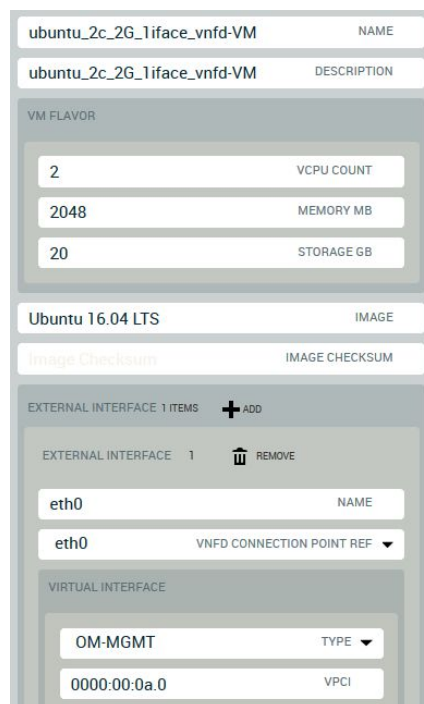 ubuntu_2c_2G_1iface_vnfd-VM NAME
ubuntu_2c_2G_1iface_vnfd-VM DESCRIPTION
VM FLAVOR
2 VCPU COUNT
2048 MEMORY MB
20 STORAGE GB
Ubuntu 16.04 LTS IMAGE
Image Checksum IMAGE CHECKSUM
EXTERNAL INTERFACE 1 ITEMS ADD
EXTERNAL INTERFACE 1 REMOVE
eth0 NAME
eth0 VNFD CONNECTION POINT REF
VIRTUAL INTERFACE
OM-MGMT TYPE
0000:00:0a.0 VPCI